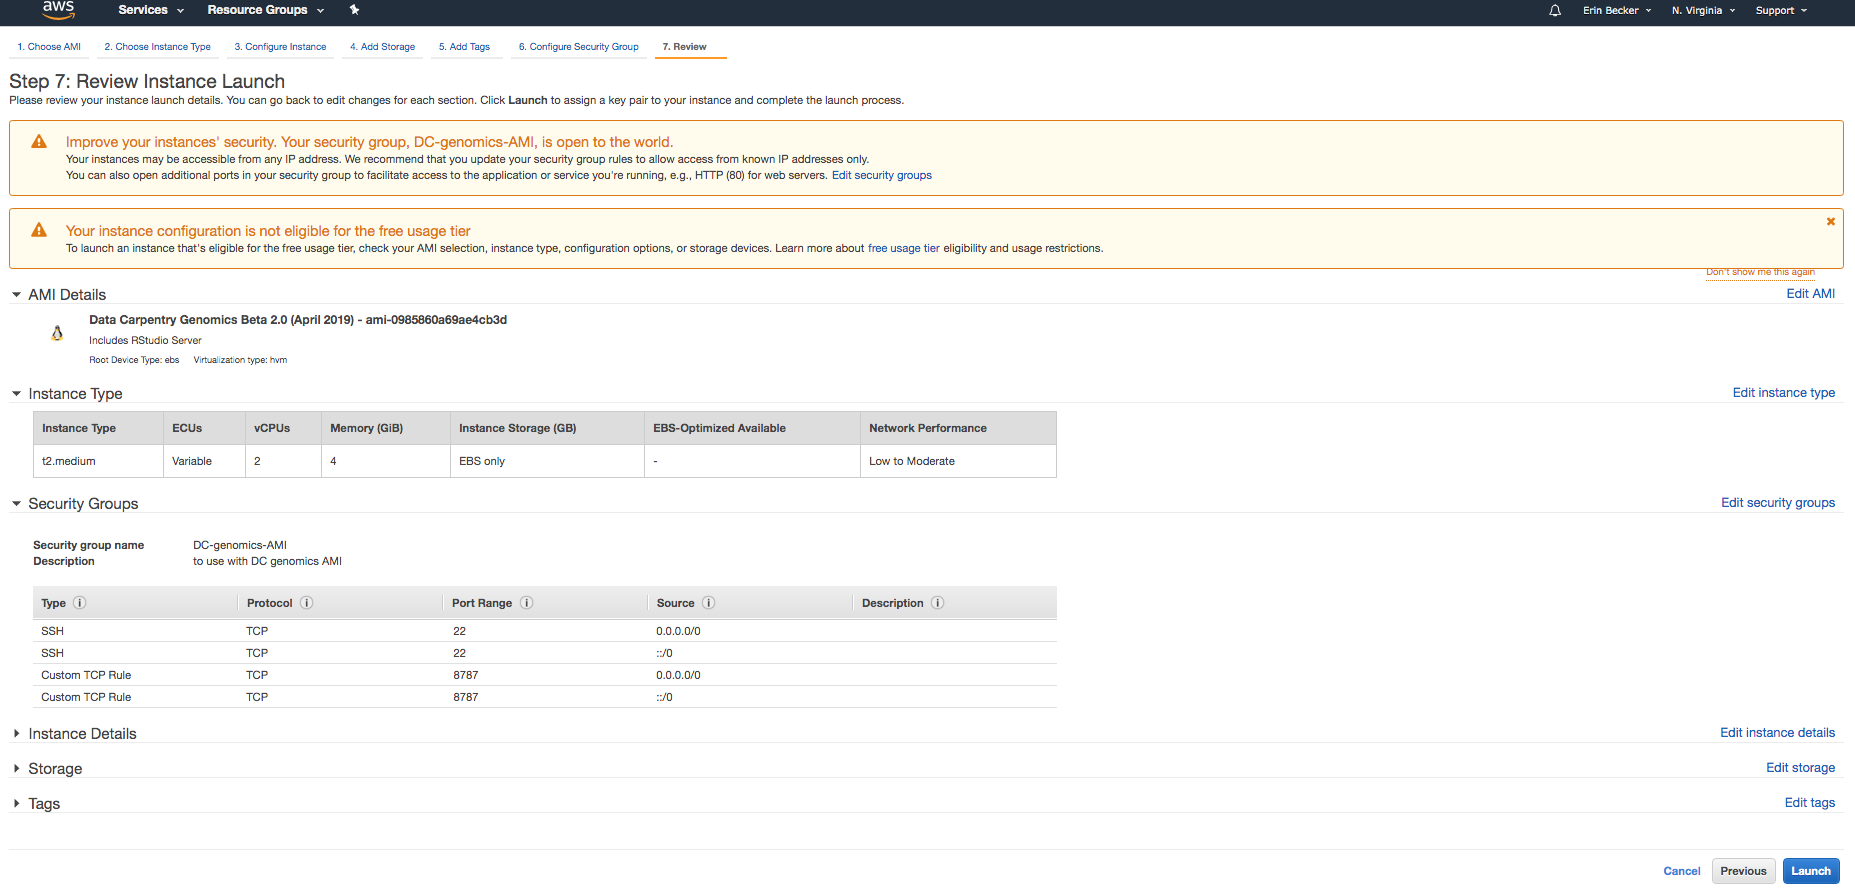 aws Services Resource Groups Erin Becker N. Virginia Support
1. Choose AMI 2. Choose Instance Type 3. Configure Instance 4. Add Storage 5. Add Tags 6. Configure Security Group 7. Review
Step 7: Review Instance Launch
Please review your instance launch details. You can go back to edit changes for each section. Click Launch to assign a key pair to your instance and complete the launch process.
Improve your instances' security. Your security group, DC-genomics-AMI, is open to the world.
Your instances may be accessible from any IP address. We recommend that you update your security group rules to allow access from known IP addresses only.
You can also open additional ports in your security group to facilitate access to the application or service you're running, e.g., HTTP (80) for web servers. Edit security groups
Your instance configuration is not eligible for the free usage tier
To launch an instance that's eligible for the free usage tier, check your AMI selection, instance type, configuration options, or storage devices. Learn more about free usage tier eligibility and usage restrictions.
Don't show me this again
AMI Details Edit AMI
Data Carpentry Genomics Beta 2.0 (April 2019) - ami-0985860a69ae4cb3d
Includes RStudio Server
Root Device Type: ebs Virtualization type: hvm
Instance Type Edit instance type
Instance Type ECUs vCPUs Memory (GiB) Instance Storage (GB) EBS-Optimized Available Network Performance
t2.medium Variable 2 4 EBS only - Low to Moderate
Security Groups Edit security groups
Security group name DC-genomics-AMI
Description to use with DC genomics AMI
Type i Protocol i Port Range i Source i Description i
SSH TCP 22 0.0.0.0/0
SSH TCP 22 ::/0
Custom TCP Rule TCP 8787 0.0.0.0/0
Custom TCP Rule TCP 8787 ::/0
Instance Details Edit instance details
Storage Edit storage
Tags Edit tags
Cancel Previous Launch